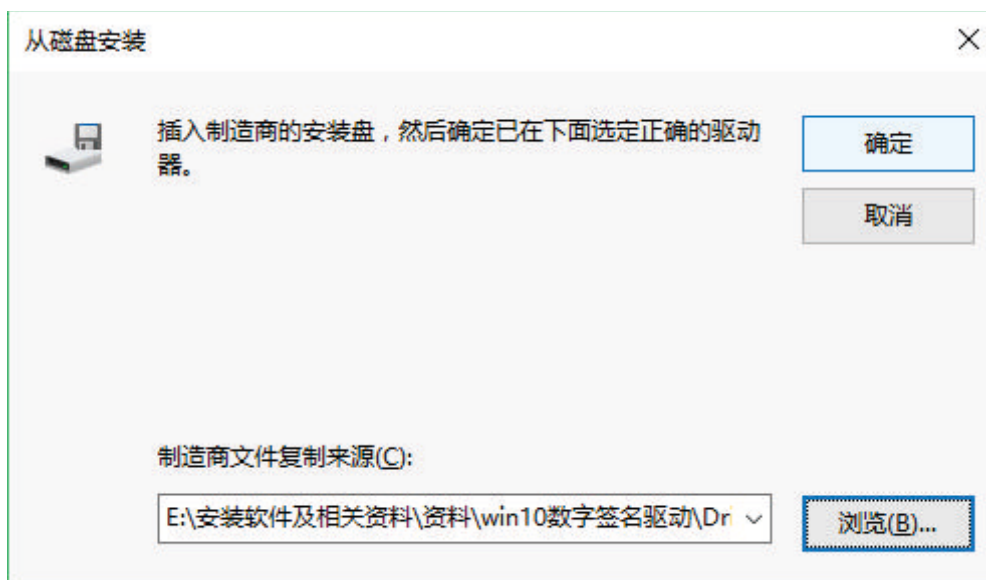 从磁盘安装
插入制造商的安装盘，然后确定已在下面选定正确的驱动
器。
确定
取消
制造商文件复制来源(C):
E:\安装软件及相关资料\资料\win10数字签名驱动\Dri
浏览(B)...